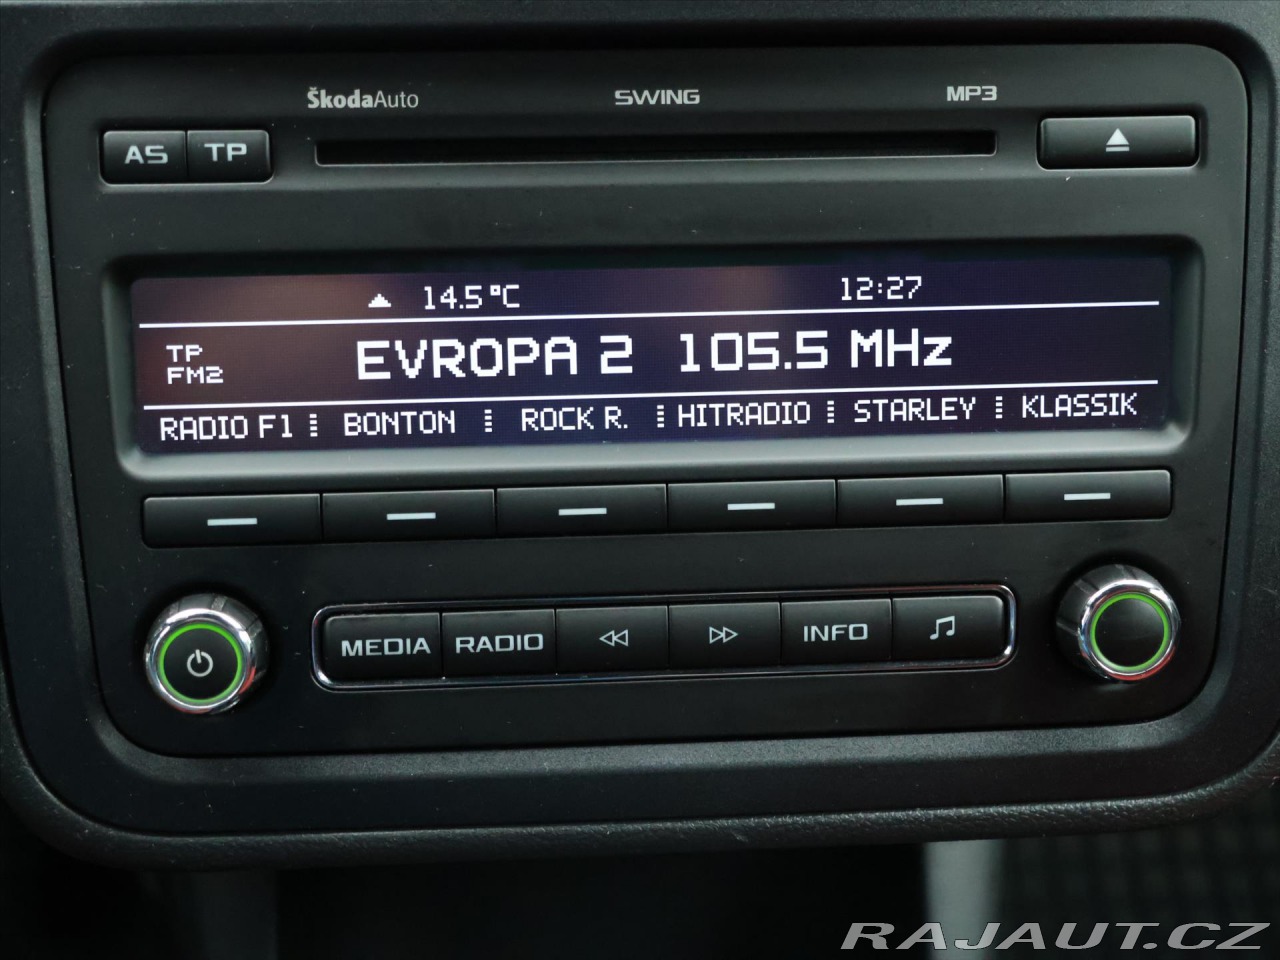 ŠkodaAuto SWING MP3
AS TP
14.5°C 12:27
TP
FM2
EVROPA 2 105.5 MHz
RADIO F1 BONTON ROCK R. HITRADIO STARLEY KLASSIK
MEDIA RADIO INFO
RAJAUT.CZ